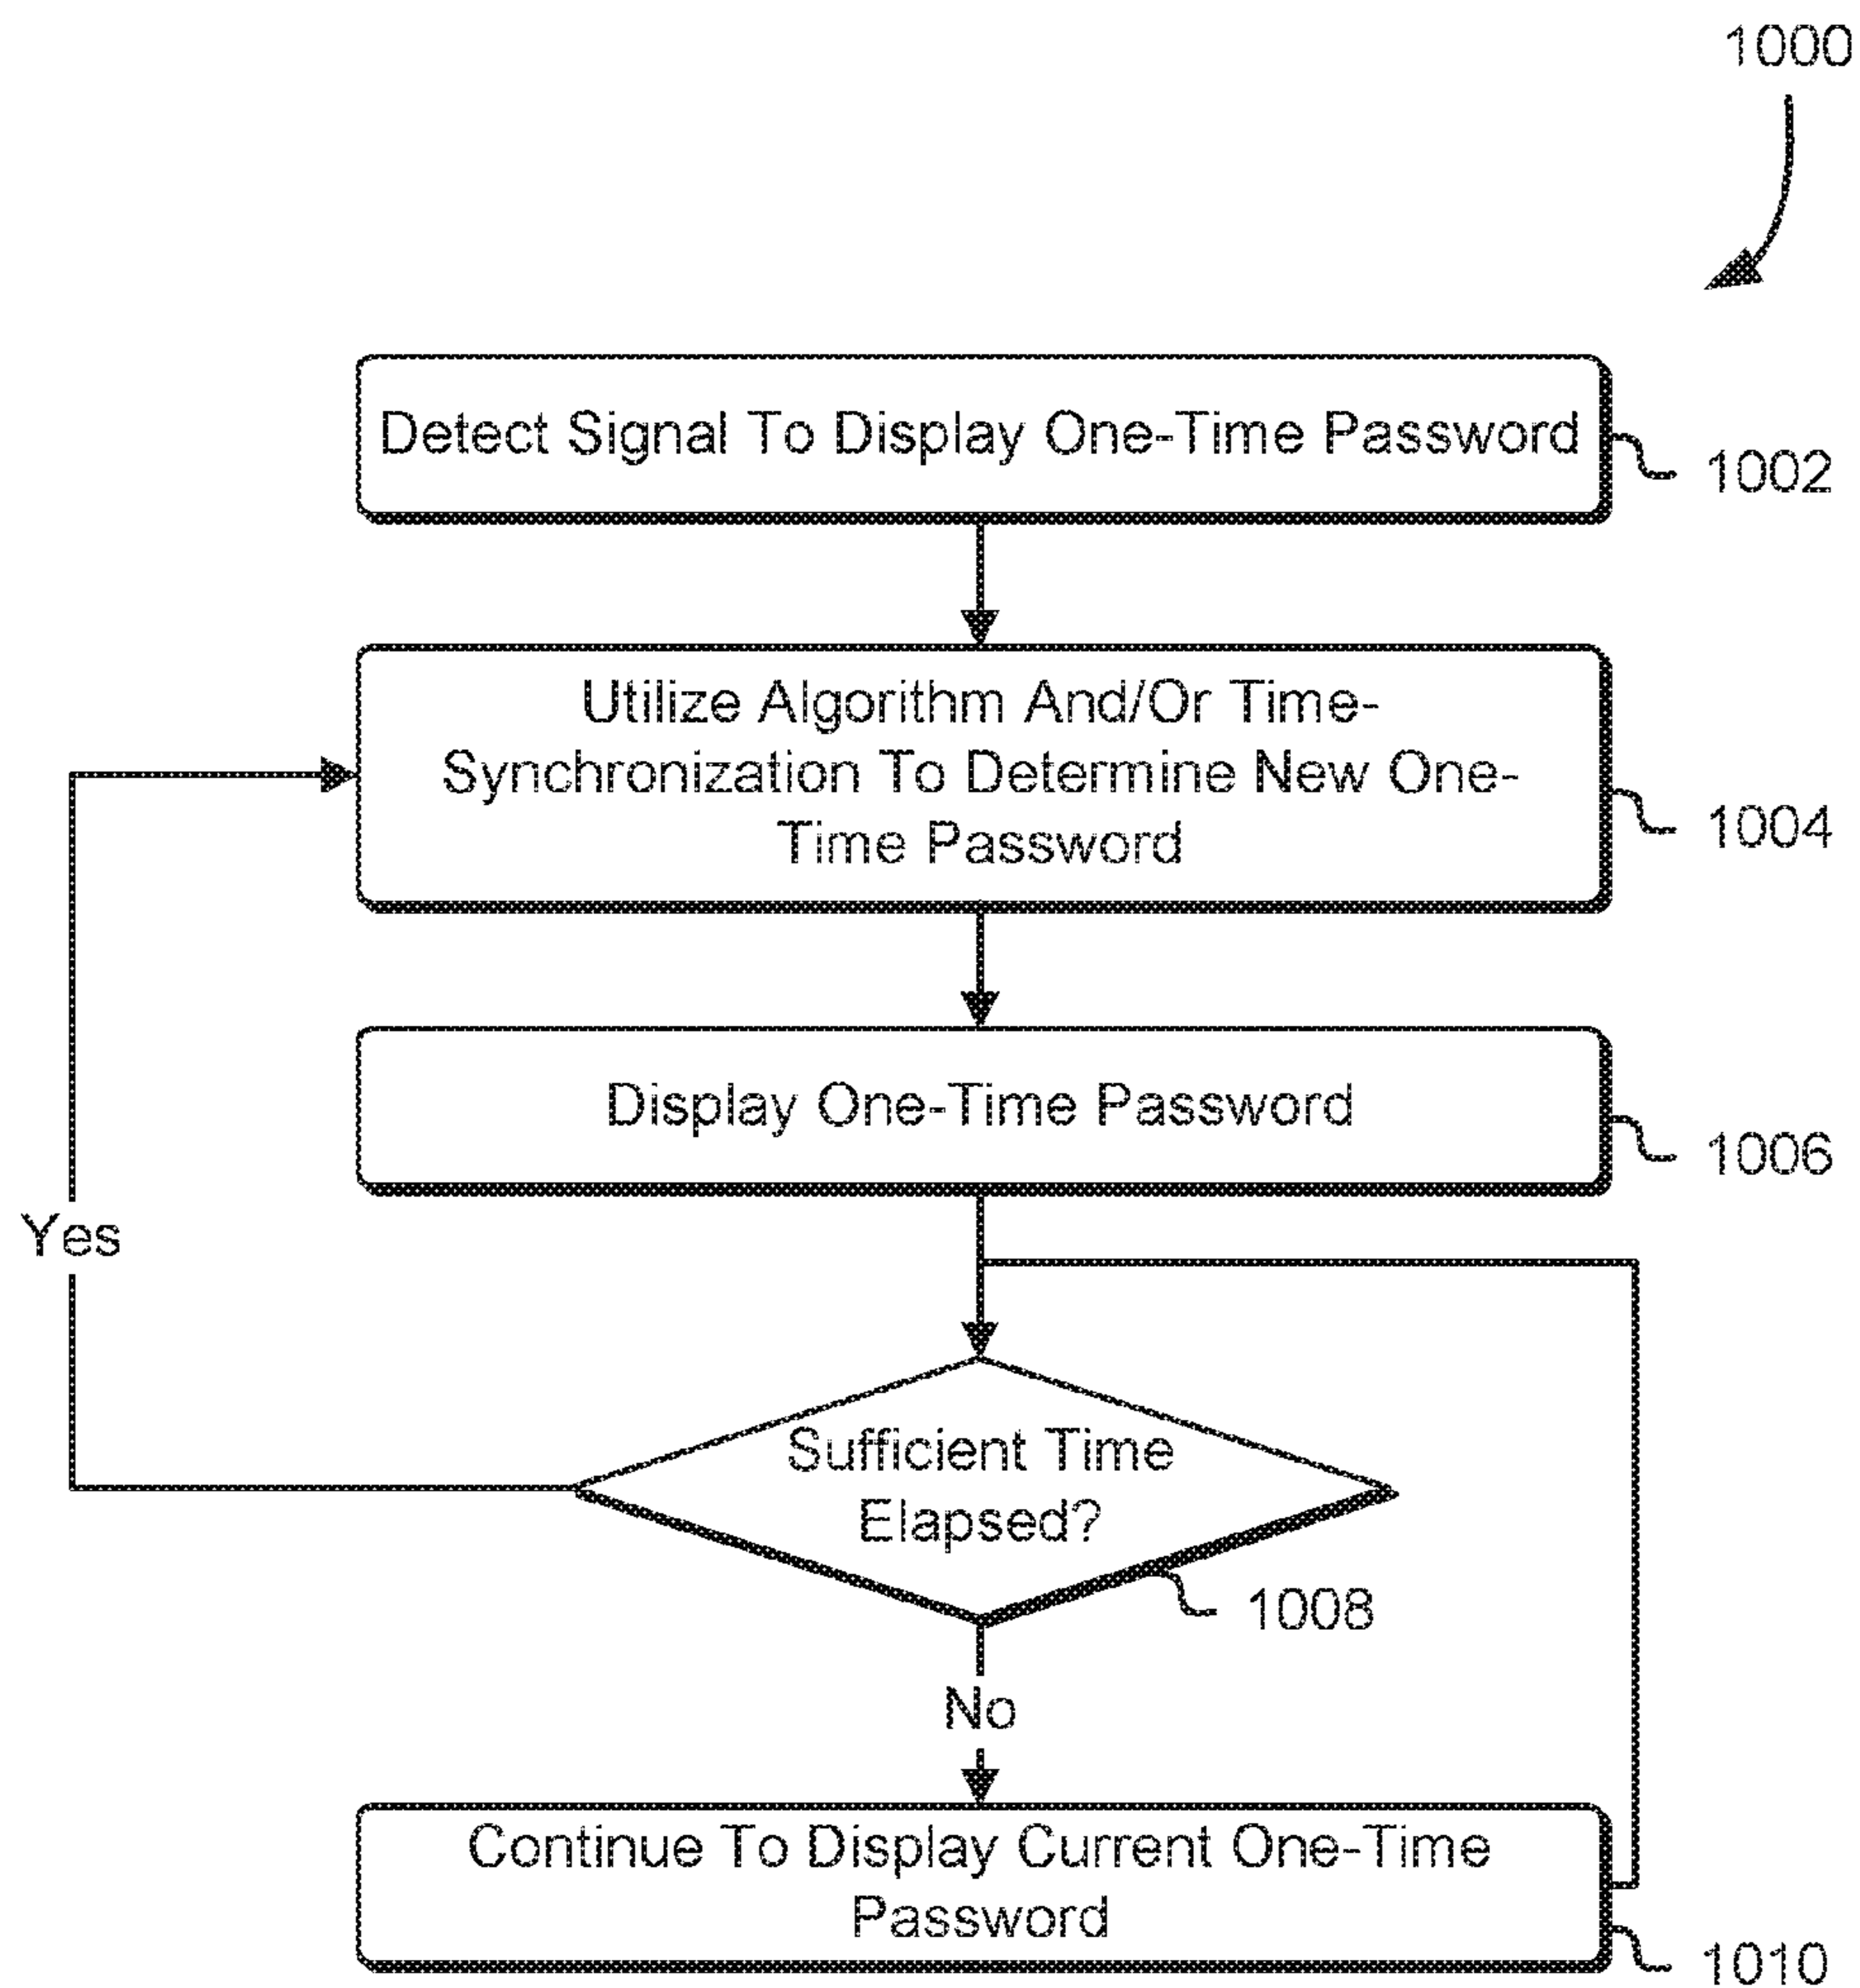 1000
Detect Signal To Display One-Time Password
1002
Utilize Algorithm And/Or Time-
Synchronization To Determine New One-
Time Password
1004
Display One-Time Password
1006
Yes
Sufficient Time
Elapsed?
1008
No
Continue To Display Current One-Time
Password
1010